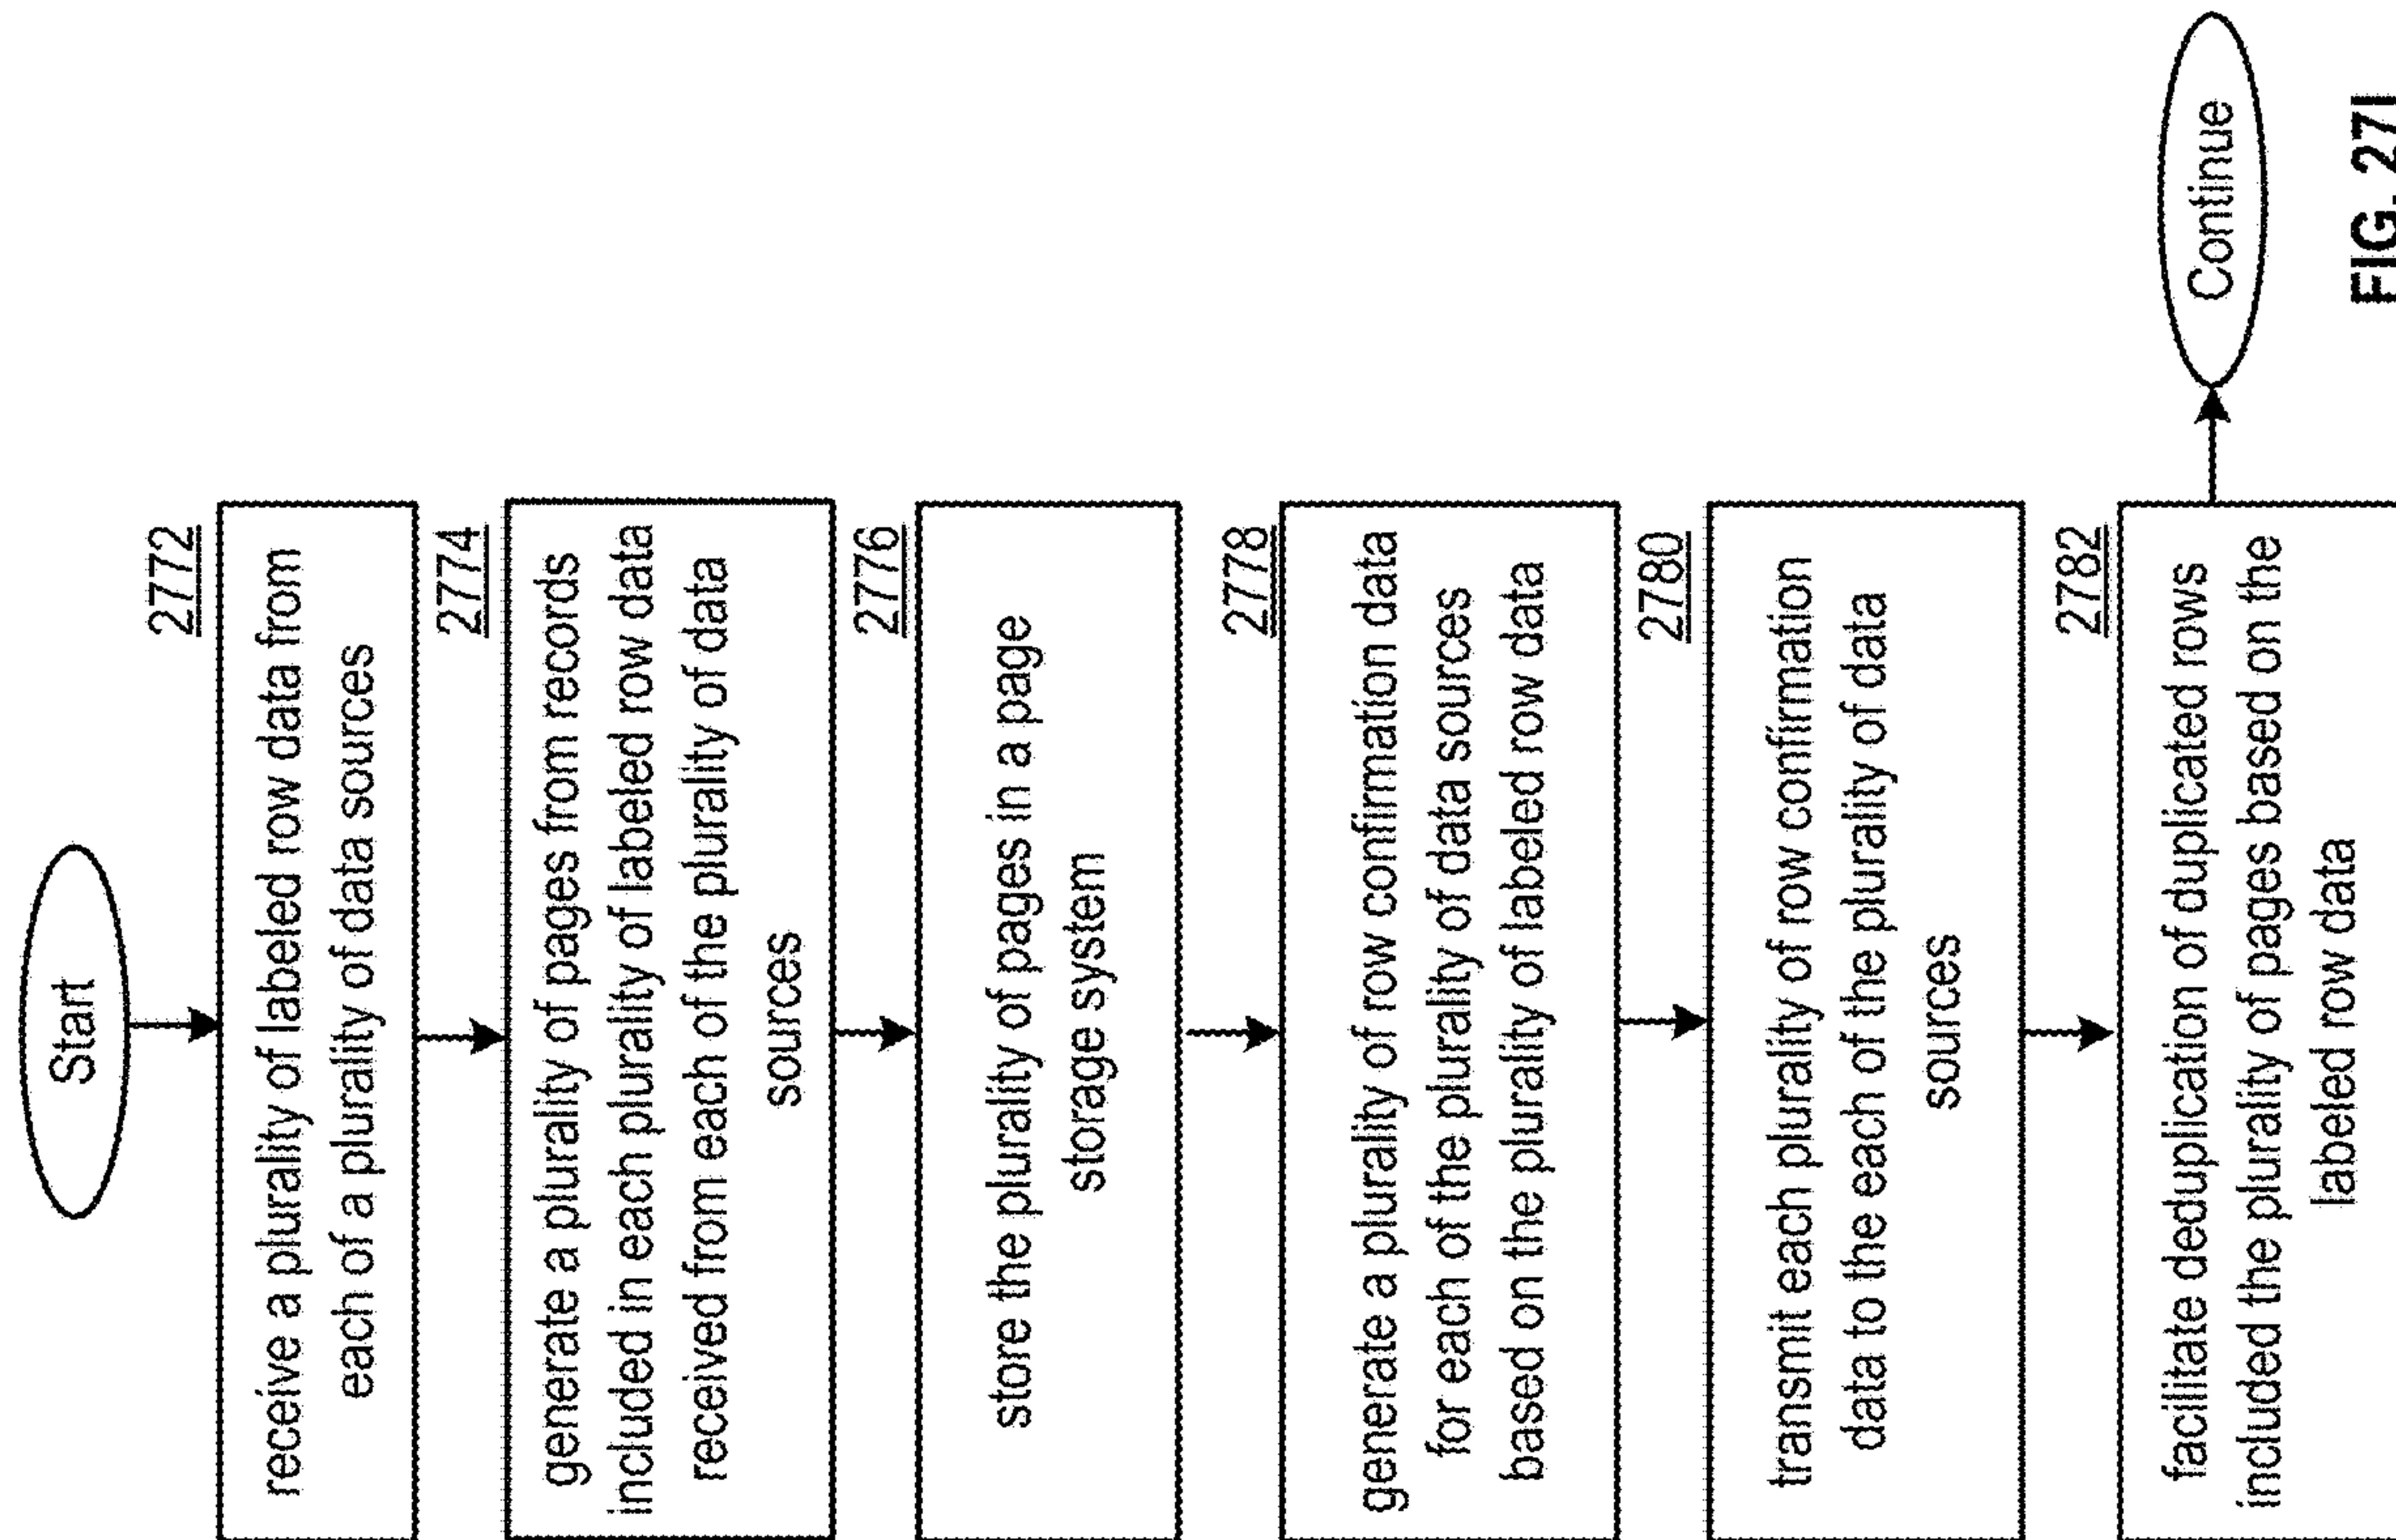 Start
2772
receive a plurality of labeled row data from
each of a plurality of data sources
2774
generate a plurality of pages from records
included in each plurality of labeled row data
received from each of the plurality of data
sources
2776
store the plurality of pages in a page
storage system
2778
generate a plurality of row confirmation data
for each of the plurality of data sources
based on the plurality of labeled row data
2780
transmit each plurality of row confirmation
data to the each of the plurality of data
sources
2782
facilitate deduplication of duplicated rows
included the plurality of pages based on the
labeled row data
Continue
FIG. 27I